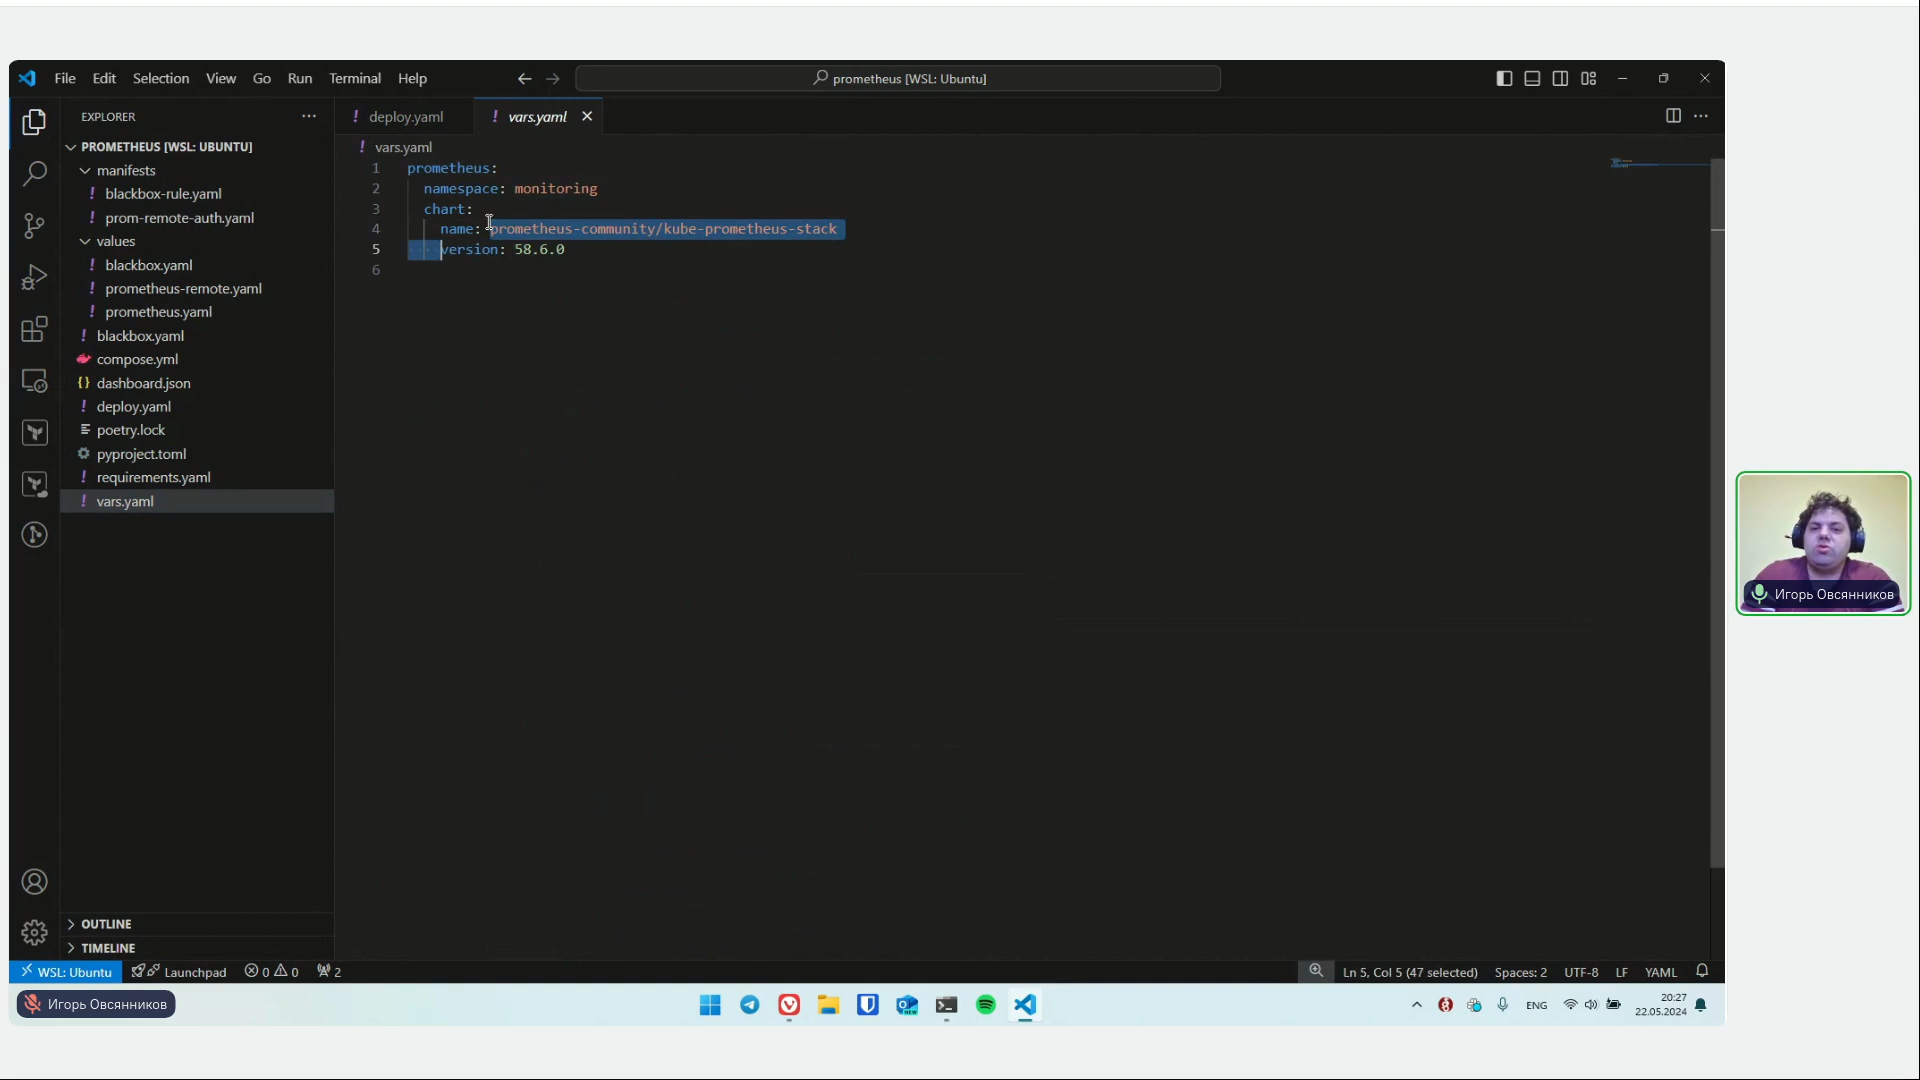 File Edit Selection View Go Run Terminal Help
prometheus [WSL: Ubuntu]
EXPLORER
PROMETHEUS [WSL: UBUNTU]
manifests
blackbox-rule.yaml
prom-remote-auth.yaml
values
blackbox.yaml
prometheus-remote.yaml
prometheus.yaml
blackbox.yaml
compose.yml
dashboard.json
deploy.yaml
poetry.lock
pyproject.toml
requirements.yaml
vars.yaml
OUTLINE
TIMELINE
deploy.yaml
vars.yaml
vars.yaml
1 prometheus:
2 namespace: monitoring
3 chart:
4 name: prometheus-community/kube-prometheus-stack
5 version: 58.6.0
6
WSL: Ubuntu Launchpad 0 0 2
Ln 5, Col 5 (47 selected) Spaces: 2 UTF-8 LF YAML
Игорь Овсянников
ENG
20:27
22.05.2024
Игорь Овсянников